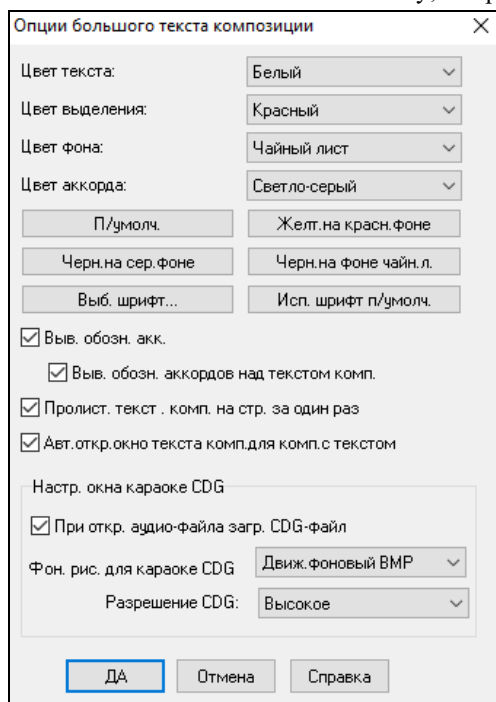 Опции большого текста композиции
Цвет текста: Белый
Цвет выделения: Красный
Цвет фона: Чайный лист
Цвет аккорда: Светло-серый
П/умолч. Желт.на красн.фоне
Черн.на сер.фоне Черн.на фоне чайн.л.
Выб. шрифт... Исп. шрифт п/умолч.
Выв. обозн. акк.
Выв. обозн. аккордов над текстом комп.
Пролист. текст . комп. на стр. за один раз
Авт.откр.окно текста комп.для комп.с текстом
Настр. окна караоке CDG
При откр. аудио-файла загр. CDG-файл
Фон. рис. для караоке CDG Движ.фоновый BMP
Разрешение CDG: Высокое
ДА Отмена Справка